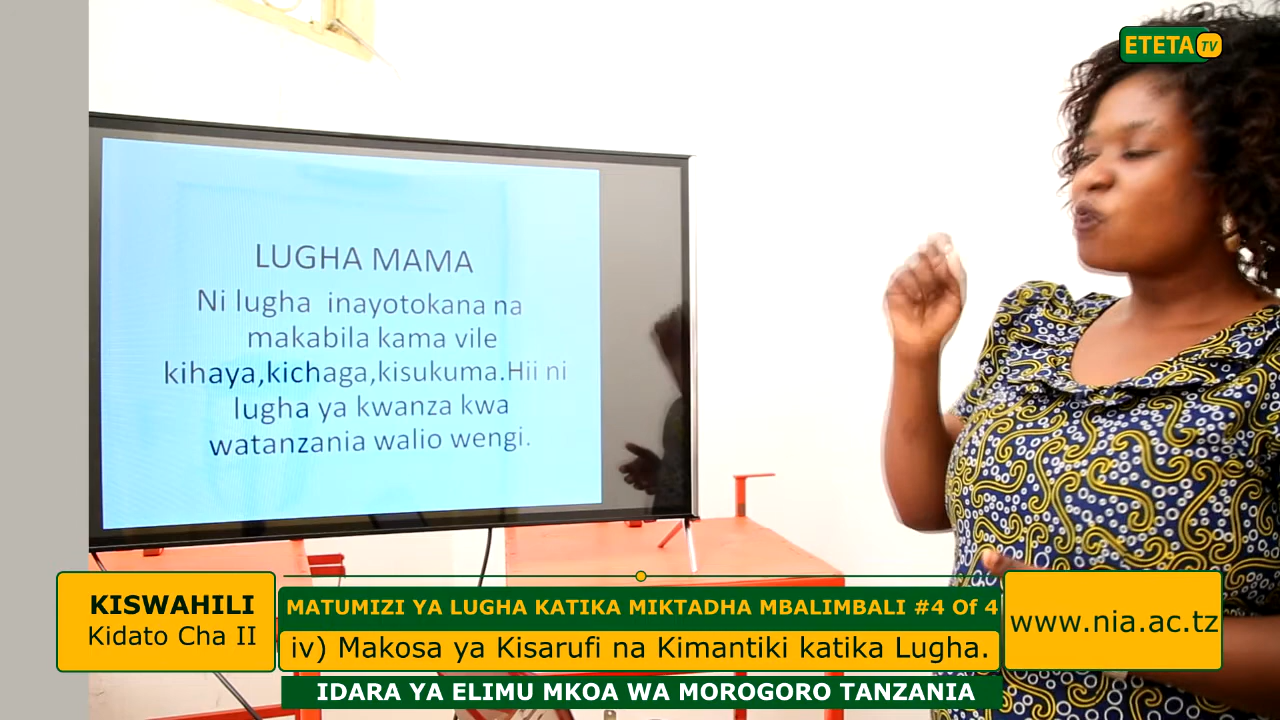 ETETA TV
LUGHA MAMA
Ni lugha inayotokana na
makabila kama vile
kihaya,kichaga,kisukuma.Hii ni
lugha ya kwanza kwa
watanzania walio wengi.
KISWAHILI
Kidato Cha II
MATUMIZI YA LUGHA KATIKA MIKTADHA MBALIMBALI #4 Of 4
iv) Makosa ya Kisarufi na Kimantiki katika Lugha.
www.nia.ac.tz
IDARA YA ELIMU MKOA WA MOROGORO TANZANIA